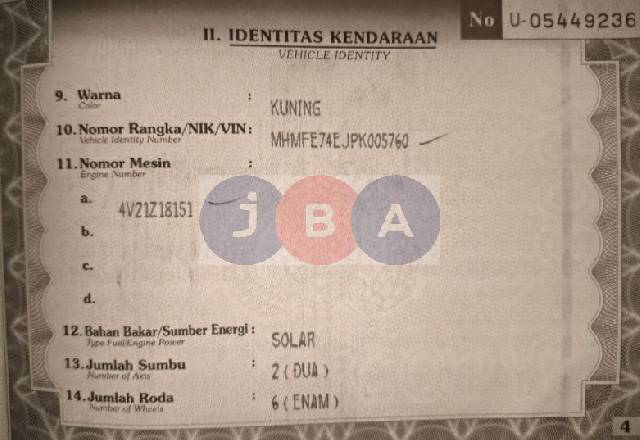 No U-05449236
II. IDENTITAS KENDARAAN
VEHICLE IDENTITY
9. Warna : KUNING
Color
10. Nomor Rangka/NIK/VIN : MHMFE74EJPK005760
Vehicle Identity Number
11. Nomor Mesin :
Engine Number
a. 4V21Z18151
b.
c.
d.
JBA
12. Bahan Bakar/Sumber Energi : SOLAR
Type Fuel/Engine Power
13. Jumlah Sumbu : 2 ( DUA )
Number of Axis
14. Jumlah Roda : 6 ( ENAM )
Number of Wheels
4